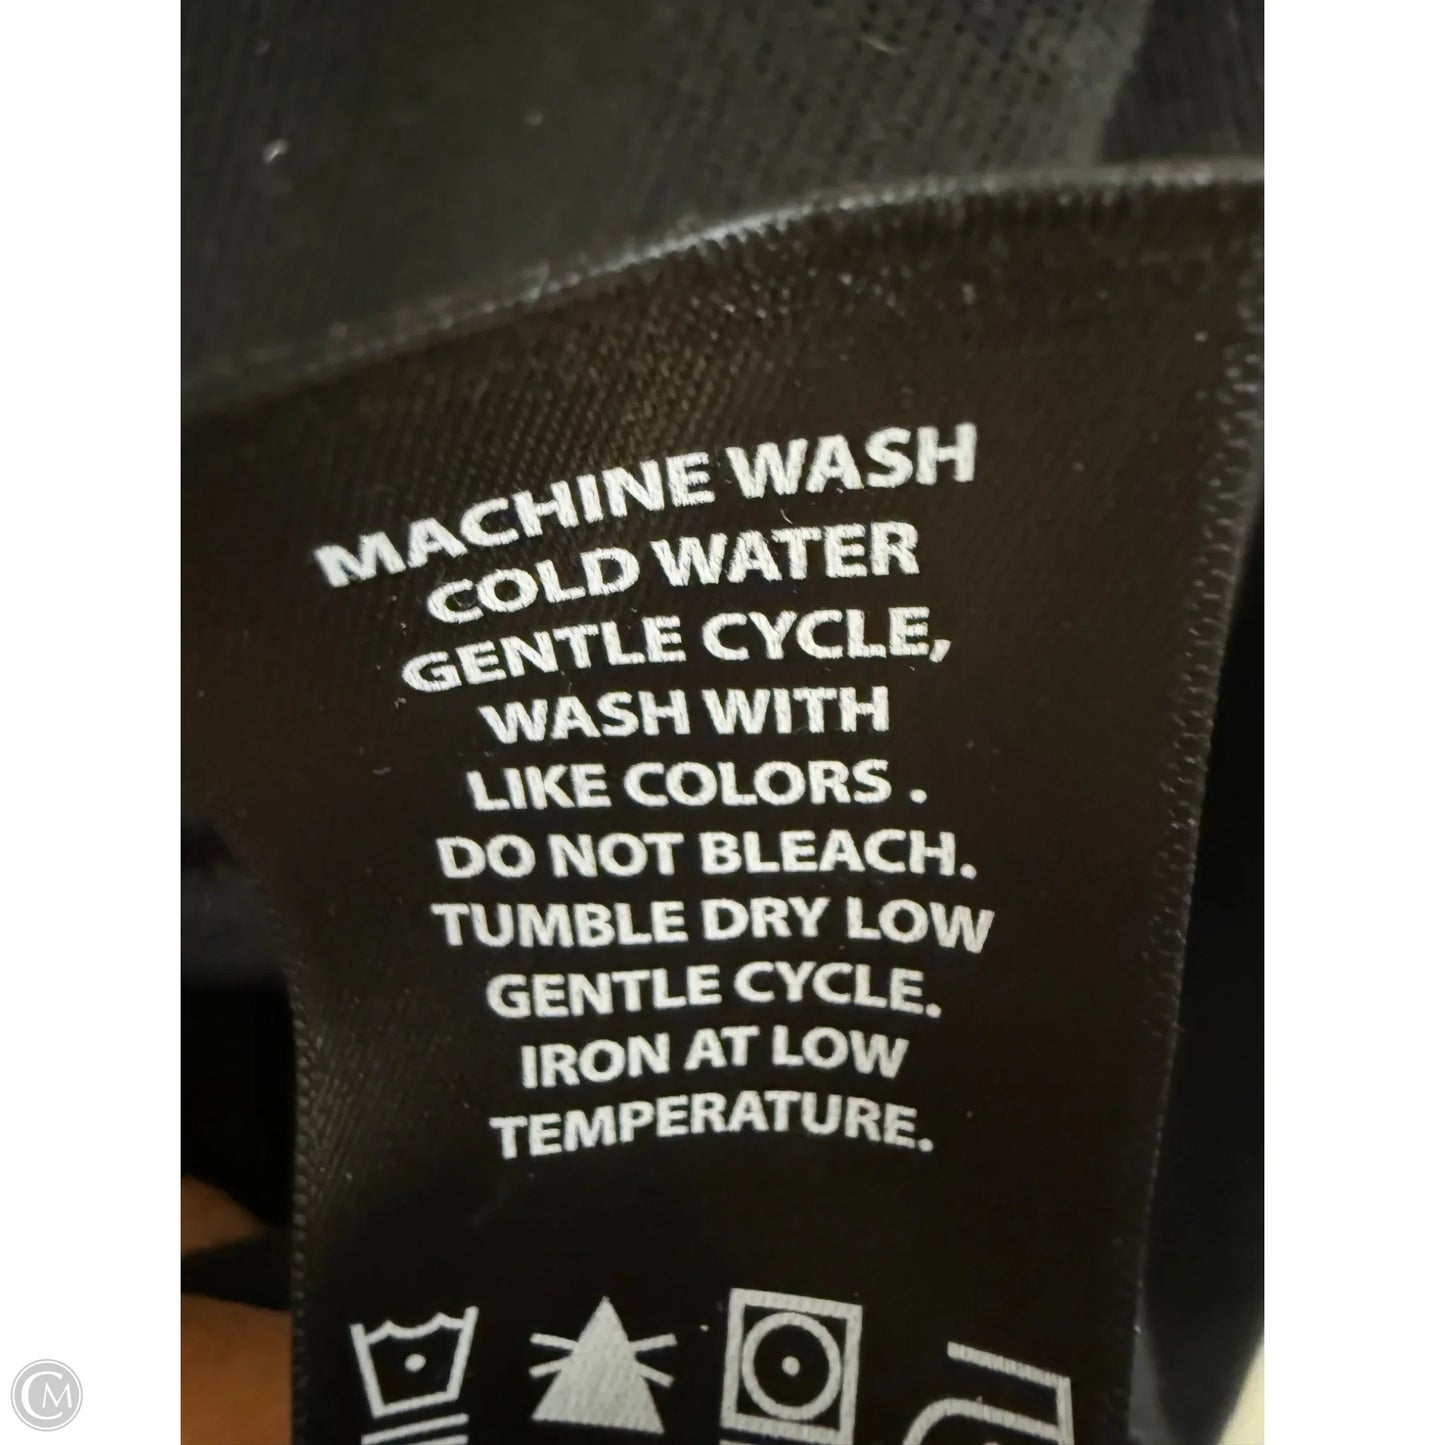 MACHINE WASH
COLD WATER
GENTLE CYCLE,
WASH WITH
LIKE COLORS .
DO NOT BLEACH.
TUMBLE DRY LOW
GENTLE CYCLE.
IRON AT LOW
TEMPERATURE.
CM